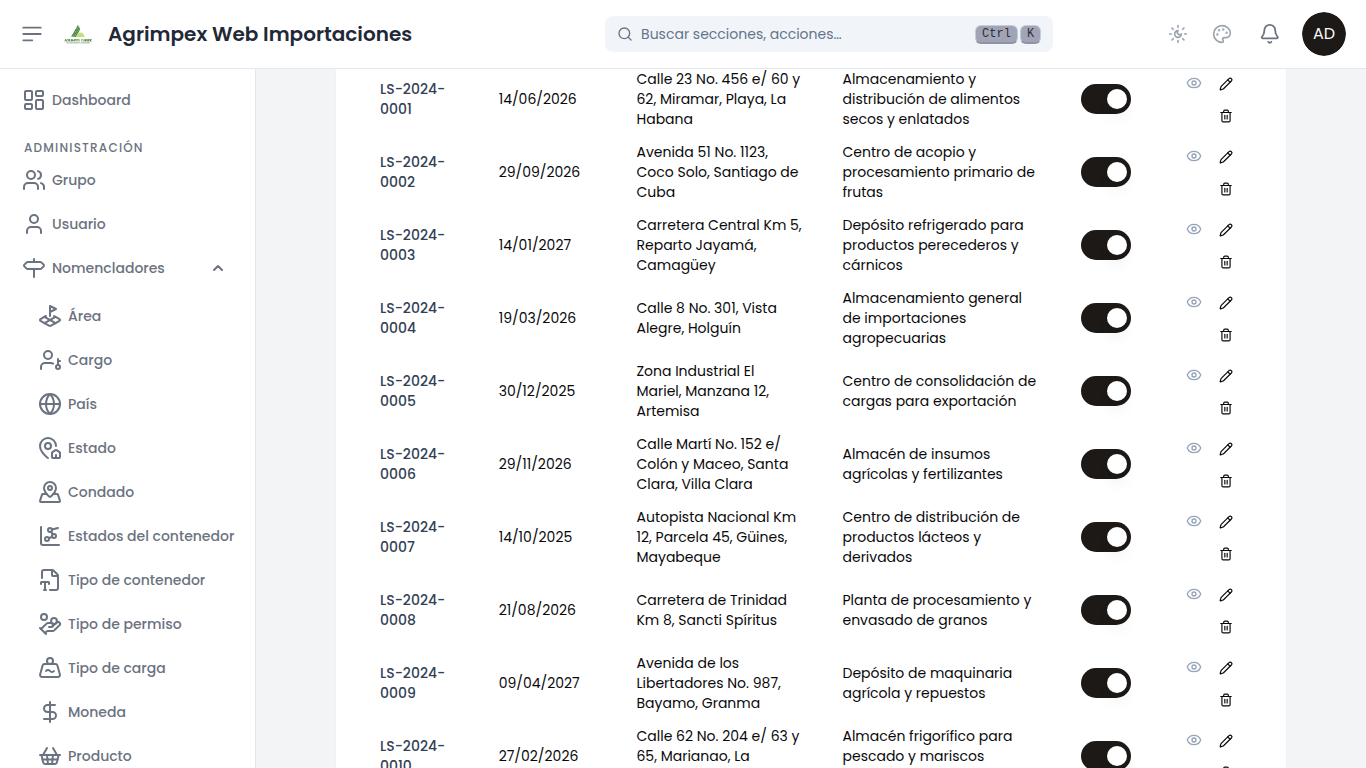 Agrimpex Web Importaciones
Buscar secciones, acciones...
Ctrl
K
AD
Dashboard
ADMINISTRACIÓN
Grupo
Usuario
Nomencladores
Área
Cargo
País
Estado
Condado
Estados del contenedor
Tipo de contenedor
Tipo de permiso
Tipo de carga
Moneda
Producto
LS-2024-
0001
14/06/2026
Calle 23 No. 456 e/ 60 y
62, Miramar, Playa, La
Habana
Almacenamiento y
distribución de alimentos
secos y enlatados
LS-2024-
0002
29/09/2026
Avenida 51 No. 1123,
Coco Solo, Santiago de
Cuba
Centro de acopio y
procesamiento primario de
frutas
LS-2024-
0003
14/01/2027
Carretera Central Km 5,
Reparto Jayamá,
Camagüey
Depósito refrigerado para
productos perecederos y
cárnicos
LS-2024-
0004
19/03/2026
Calle 8 No. 301, Vista
Alegre, Holguín
Almacenamiento general
de importaciones
agropecuarias
LS-2024-
0005
30/12/2025
Zona Industrial El
Mariel, Manzana 12,
Artemisa
Centro de consolidación de
cargas para exportación
LS-2024-
0006
29/11/2026
Calle Martí No. 152 e/
Colón y Maceo, Santa
Clara, Villa Clara
Almacén de insumos
agrícolas y fertilizantes
LS-2024-
0007
14/10/2025
Autopista Nacional Km
12, Parcela 45, Güines,
Mayabeque
Centro de distribución de
productos lácteos y
derivados
LS-2024-
0008
21/08/2026
Carretera de Trinidad
Km 8, Sancti Spíritus
Planta de procesamiento y
envasado de granos
LS-2024-
0009
09/04/2027
Avenida de los
Libertadores No. 987,
Bayamo, Granma
Depósito de maquinaria
agrícola y repuestos
LS-2024-
0010
27/02/2026
Calle 62 No. 204 e/ 63 y
65, Marianao, La
Almacén frigorífico para
pescado y mariscos